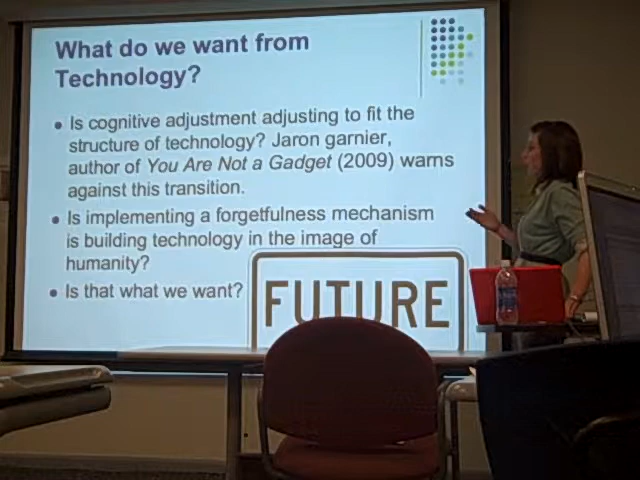 What do we want from
Technology?
Is cognitive adjustment adjusting to fit the
structure of technology? Jaron garnier,
author of You Are Not a Gadget (2009) warns
against this transition.
Is implementing a forgetfulness mechanism
is building technology in the image of
humanity?
Is that what we want?
FUTURE